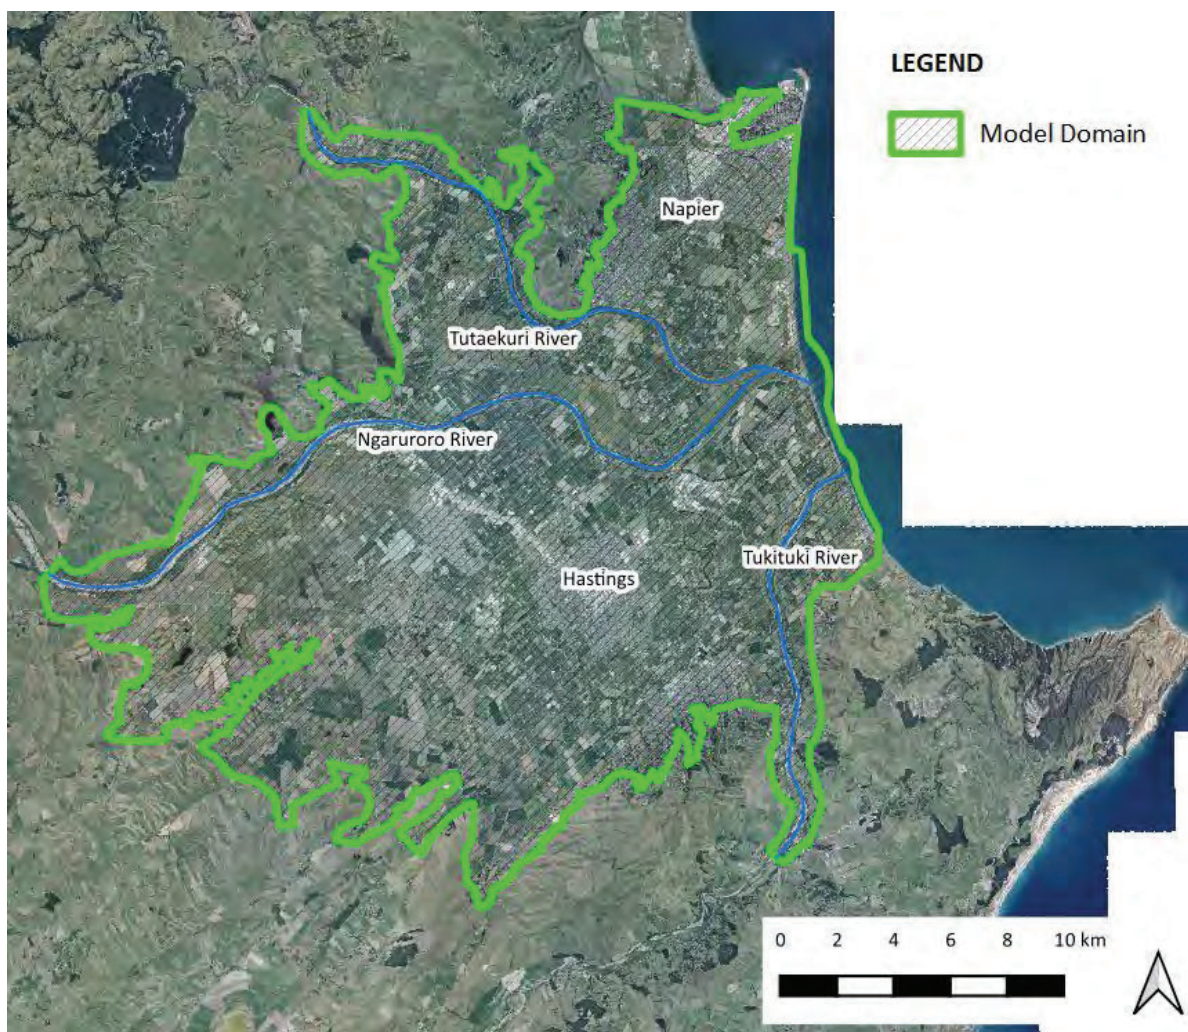 LEGEND
Model Domain
Napier
Tutaekuri River
Ngaruroro River
Tukituki River
Hastings
0 2 4 6 8 10 km